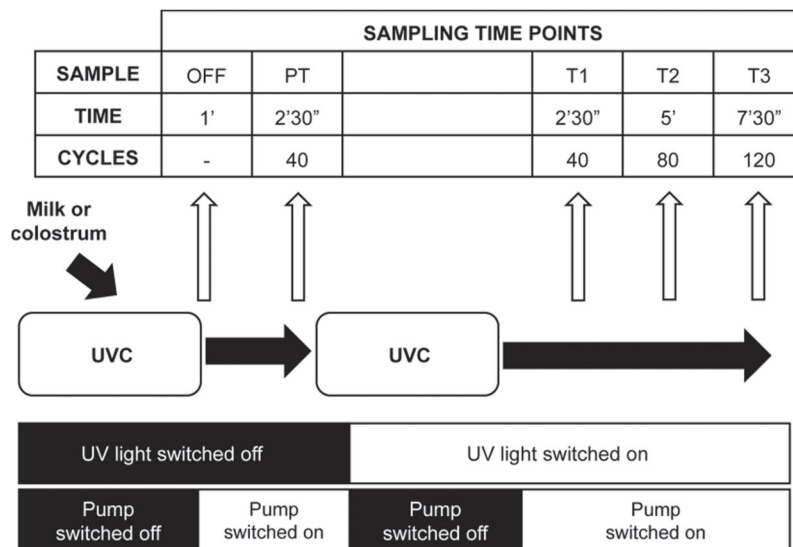 SAMPLING TIME POINTS
SAMPLE OFF PT T1 T2 T3
TIME 1’ 2’30” 2’30” 5’ 7’30”
CYCLES - 40 40 80 120
Milk or
colostrum
UVC UVC
UV light switched off UV light switched on
Pump Pump Pump Pump
switched off switched on switched off switched on